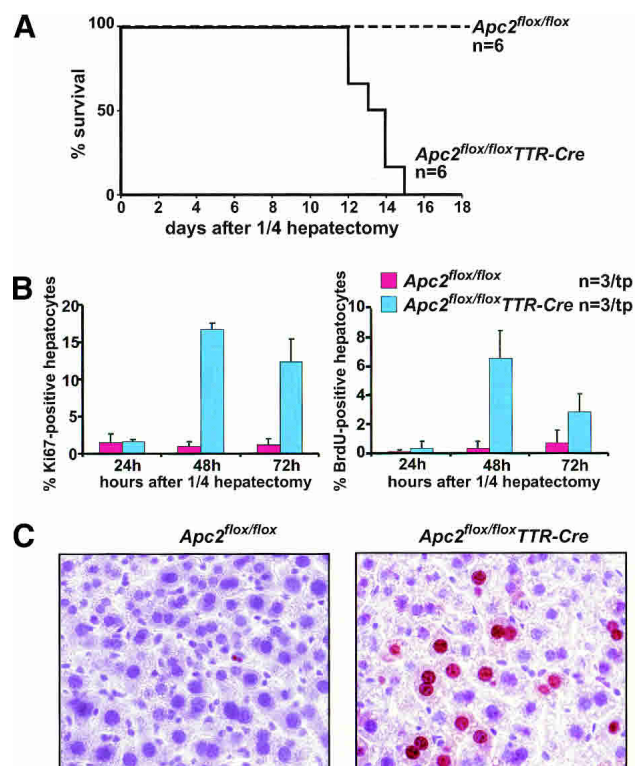 A
100
50
0
% survival
Apc2flox/flox
n=6
Apc2flox/floxTTR-Cre
n=6
0 2 4 6 8 10 12 14 16 18
days after 1/4 hepatectomy
B
Apc2flox/flox n=3/tp
Apc2flox/floxTTR-Cre n=3/tp
% Ki67-positive hepatocytes
20
15
10
5
0
24h 48h 72h
hours after 1/4 hepatectomy
% BrdU-positive hepatocytes
10
8
6
4
2
0
24h 48h 72h
hours after 1/4 hepatectomy
C
Apc2flox/flox
Apc2flox/floxTTR-Cre